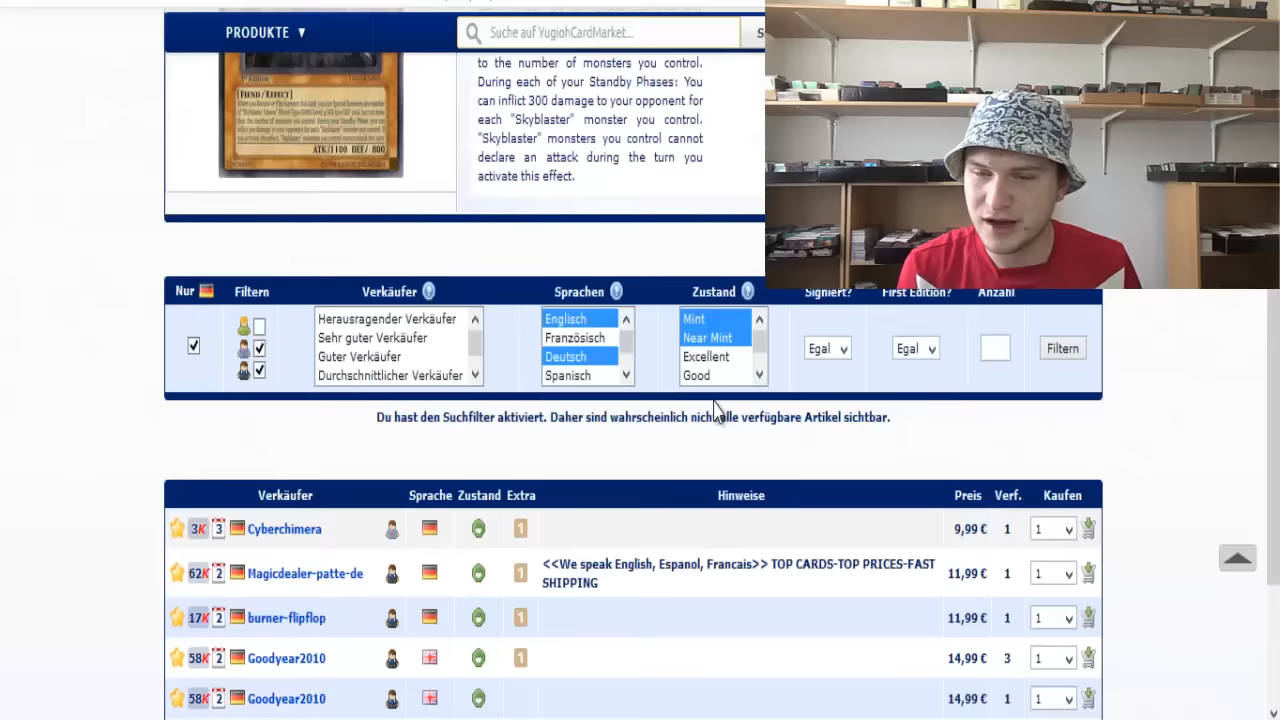 PRODUKTE ▼
Suche auf YugiohCardMarket...
S
1st Edition
[FIEND/EFFECT]
ATK/1100 DEF/ 800
to the number of monsters you control.
During each of your Standby Phases: You
can inflict 300 damage to your opponent for
each "Skyblaster" monster you control.
"Skyblaster" monsters you control cannot
declare an attack during the turn you
activate this effect.
Nur Filtern Verkäufer Sprachen Zustand Signiert? First Edition? Anzahl
Herausragender Verkäufer Englisch Mint
Sehr guter Verkäufer Französisch Near Mint
Guter Verkäufer Deutsch Excellent
Durchschnittlicher Verkäufer Spanisch Good
Egal Egal Filtern
Du hast den Suchfilter aktiviert. Daher sind wahrscheinlich nicht alle verfügbare Artikel sichtbar.
Verkäufer Sprache Zustand Extra Hinweise Preis Verf. Kaufen
3K 3 Cyberchimera 1 9,99 € 1 1
62K 2 Magicdealer-patte-de 1 <<We speak English, Espanol, Francais>> TOP CARDS-TOP PRICES-FAST SHIPPING 11,99 € 1 1
17K 2 burner-flipflop 1 11,99 € 1 1
58K 2 Goodyear2010 1 14,99 € 3 1
58K 2 Goodyear2010 14,99 € 1 1